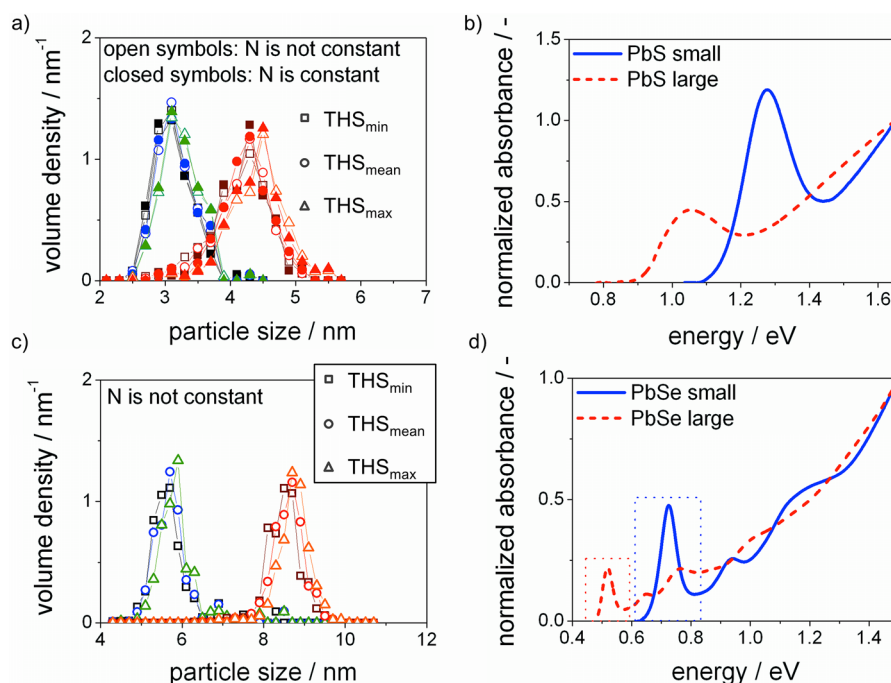 a)
open symbols: N is not constant
closed symbols: N is constant
THSmin
THSmean
THSmax
volume density / nm⁻¹
2
1
0
2 3 4 5 6 7
particle size / nm
b)
PbS small
PbS large
normalized absorbance / -
1.5
1.0
0.5
0.0
0.8 1.0 1.2 1.4 1.6
energy / eV
c)
N is not constant
THSmin
THSmean
THSmax
volume density / nm⁻¹
2
1
0
4 6 8 10 12
particle size / nm
d)
PbSe small
PbSe large
normalized absorbance / -
1.0
0.5
0.0
0.4 0.6 0.8 1.0 1.2 1.4
energy / eV